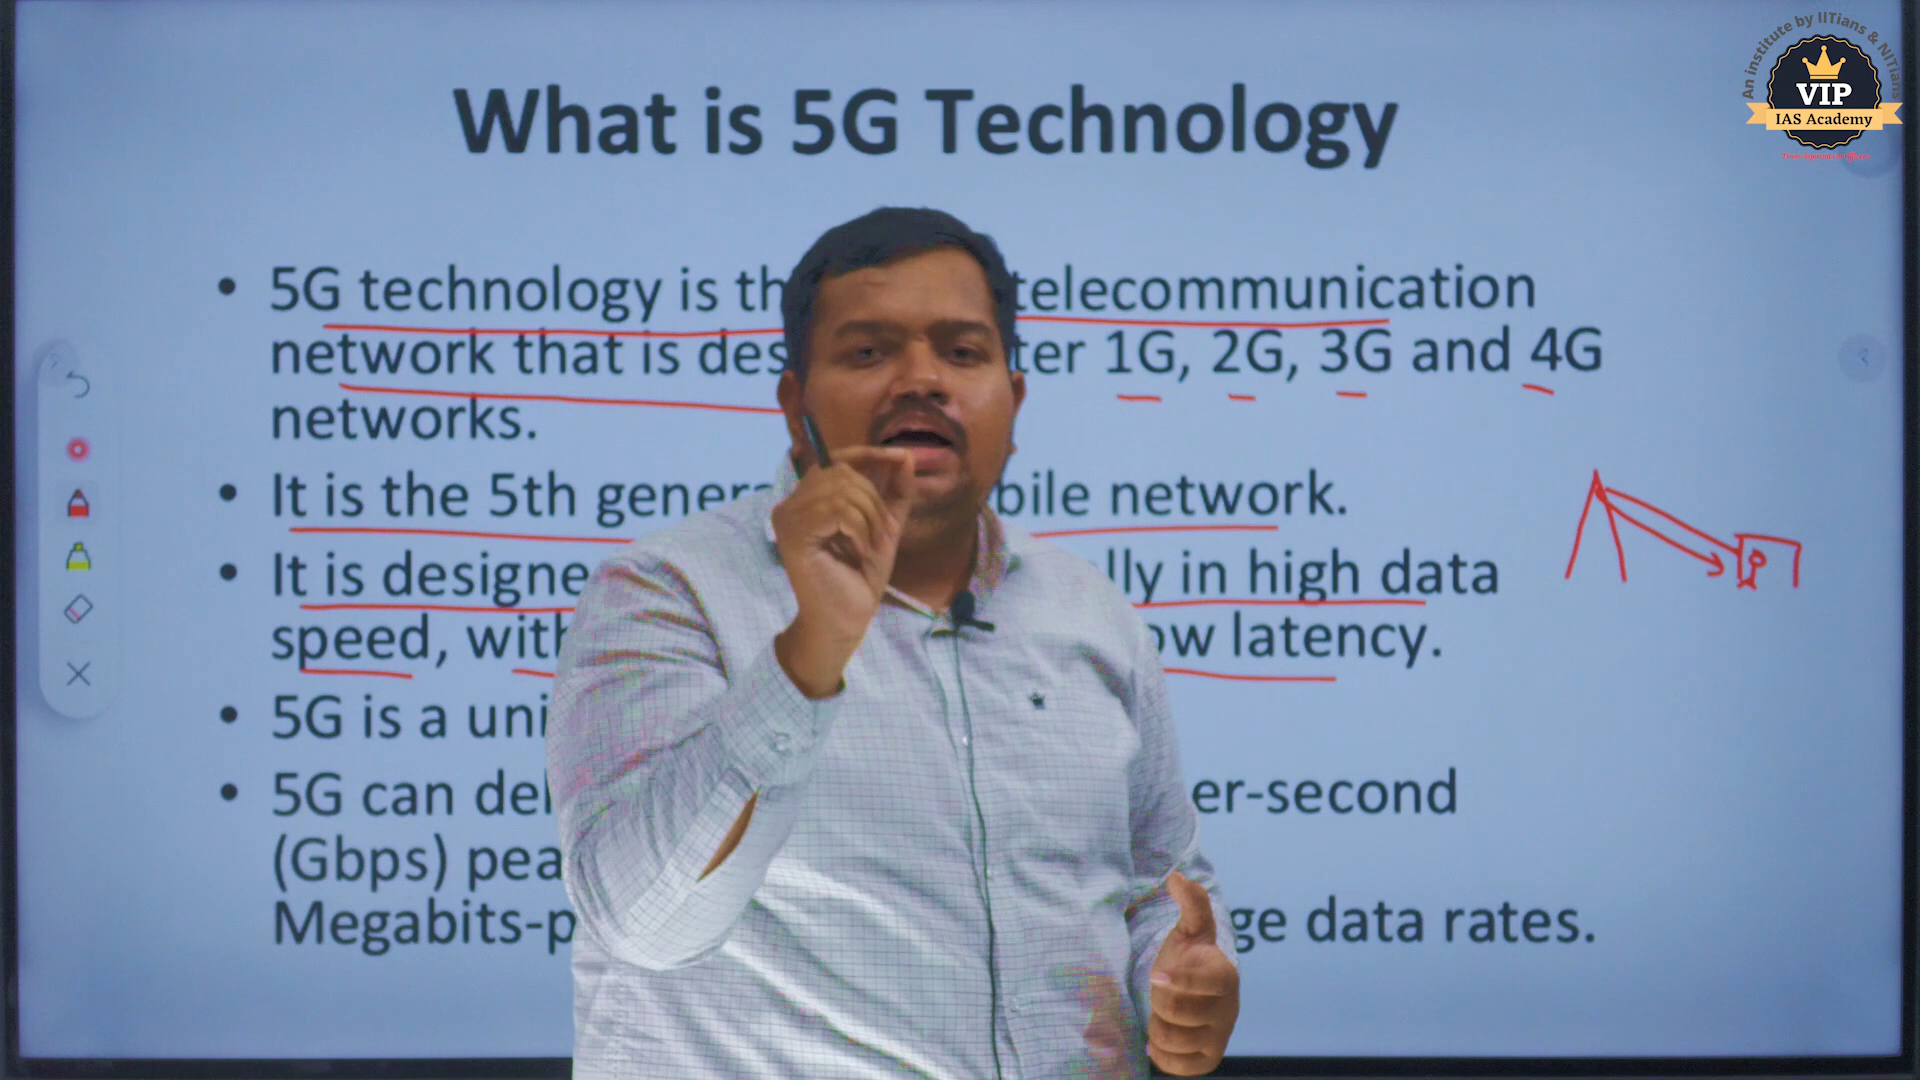 An institute by IITians & NITians
VIP
IAS Academy
What is 5G Technology
• 5G technology is th telecommunication
network that is des ter 1G, 2G, 3G and 4G
networks.
• It is the 5th gener bile network.
• It is designe lly in high data
speed, with ow latency.
• 5G is a uni
• 5G can del er-second
(Gbps) pea
Megabits-p ge data rates.